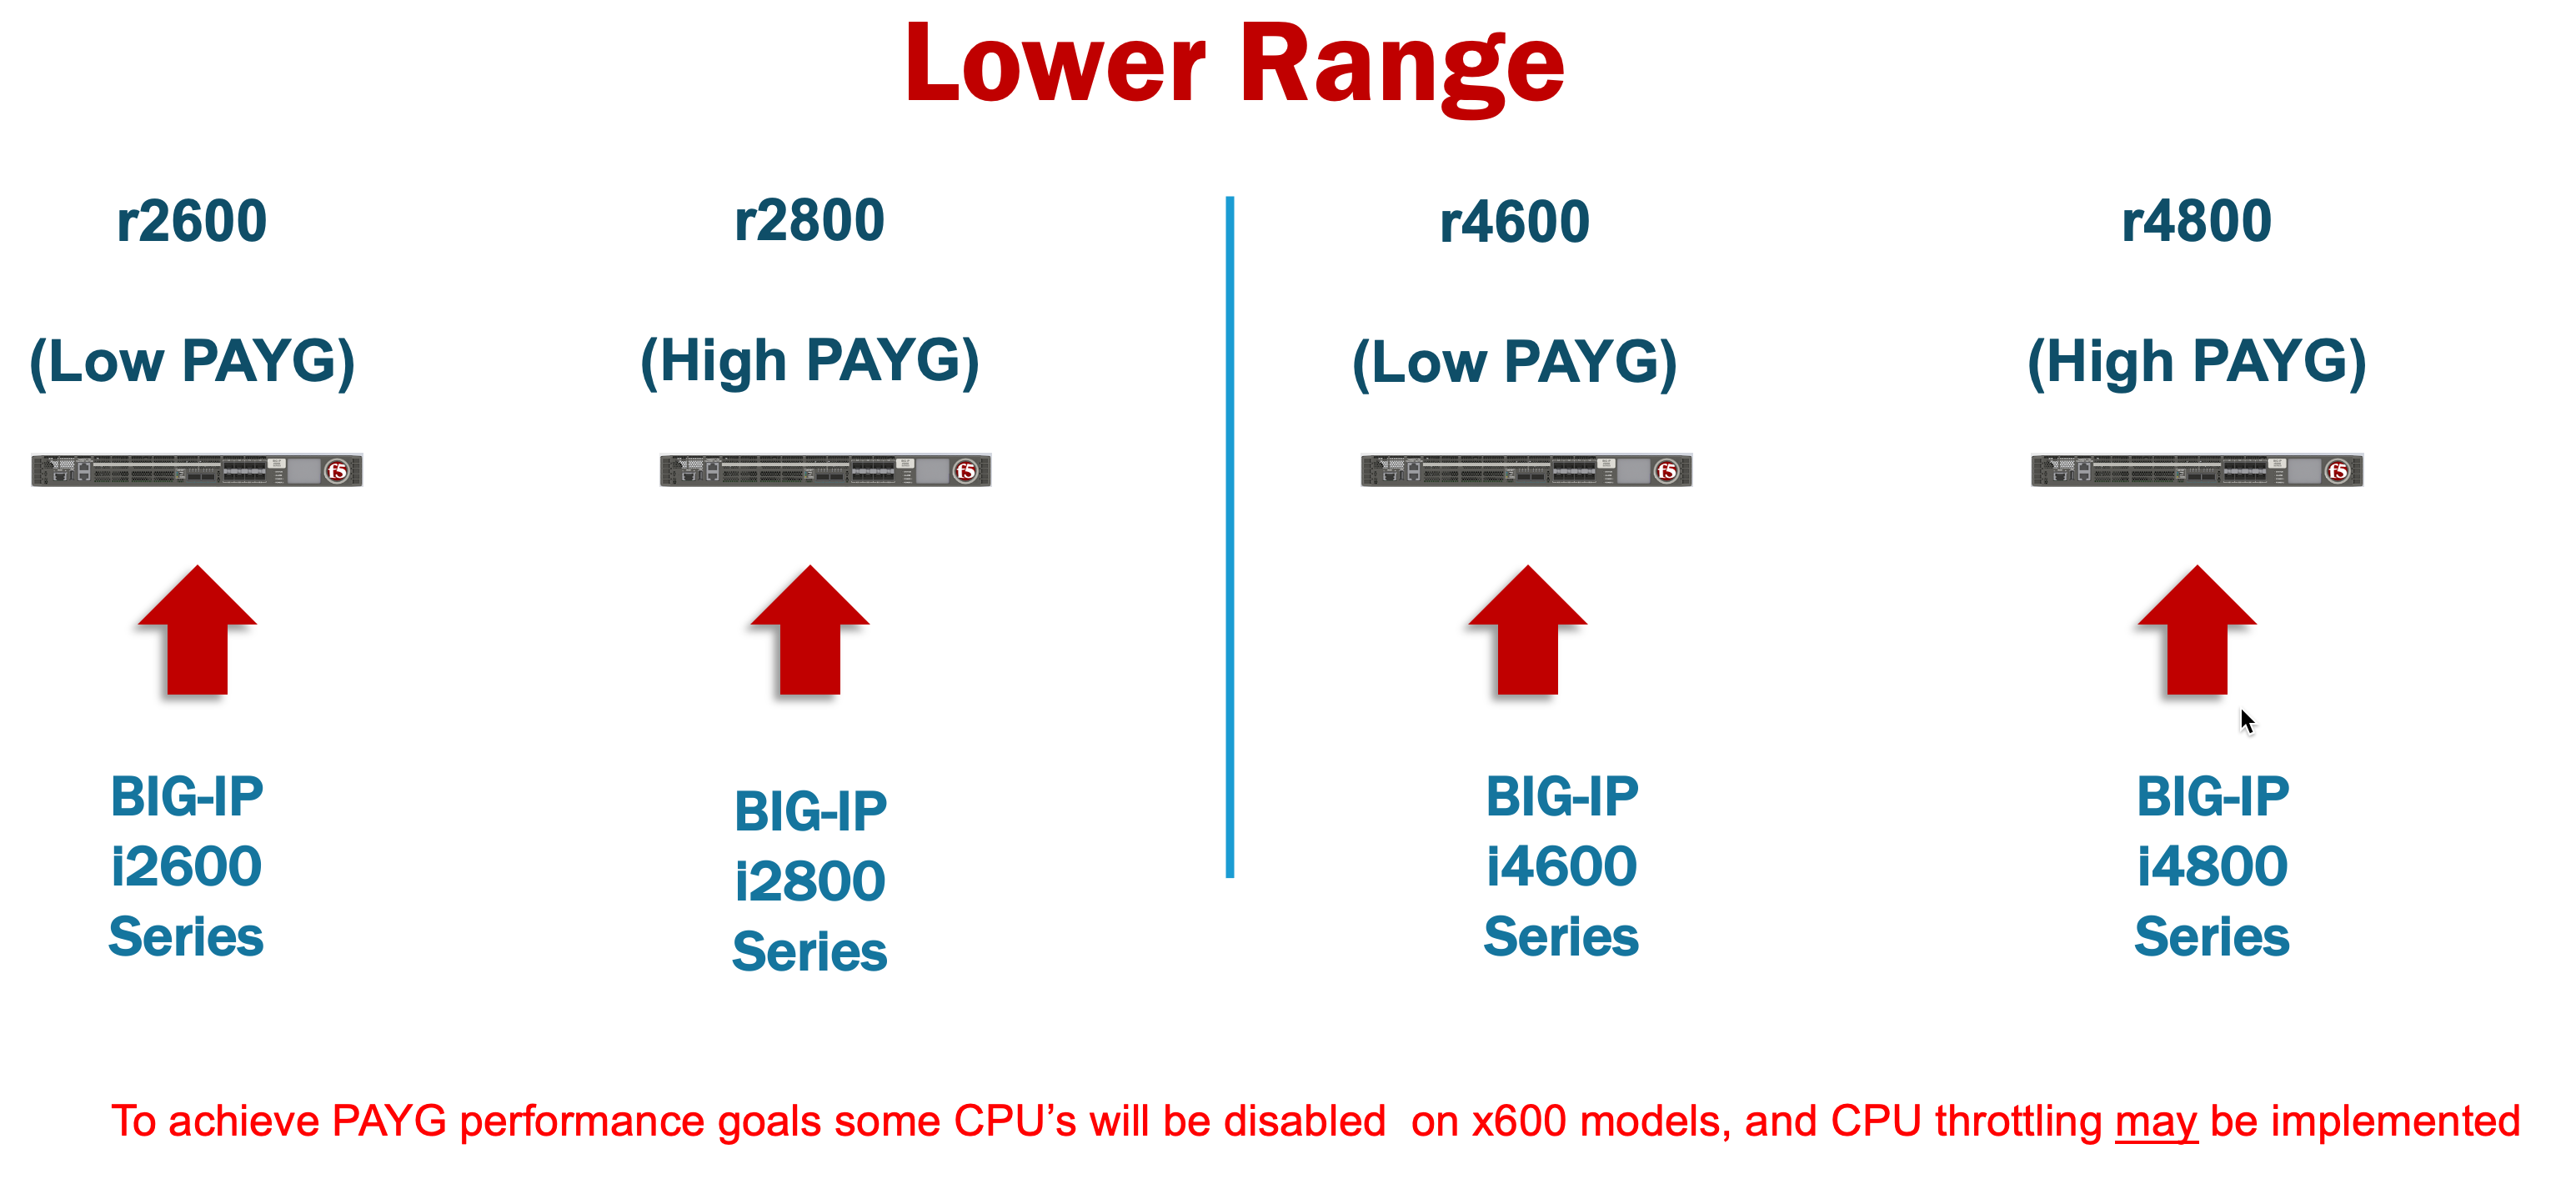 Lower Range
r2600
r2800
r4600
r4800
(Low PAYG)
(High PAYG)
(Low PAYG)
(High PAYG)
f5
f5
f5
f5
BIG-IP
i2600
Series
BIG-IP
i2800
Series
BIG-IP
i4600
Series
BIG-IP
i4800
Series
To achieve PAYG performance goals some CPU’s will be disabled  on x600 models, and CPU throttling may be implemented